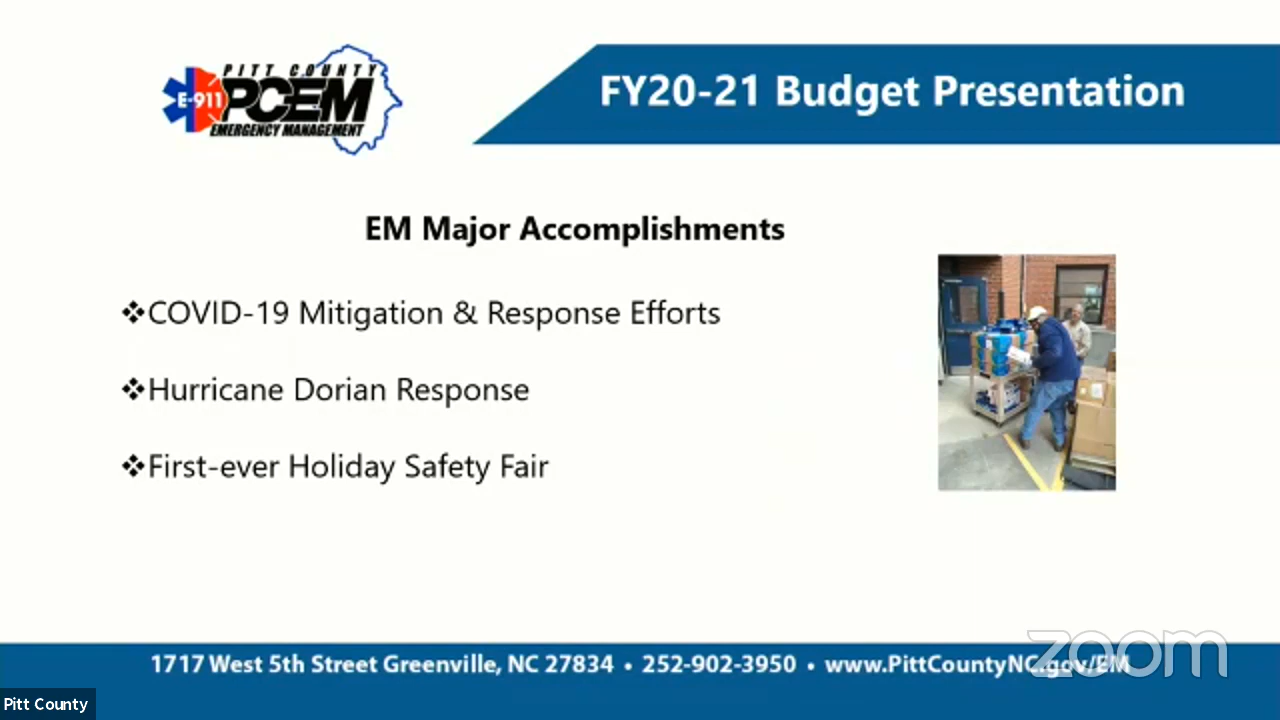 PITT COUNTY
E-911
PCEM
EMERGENCY MANAGEMENT
FY20-21 Budget Presentation
EM Major Accomplishments
❖COVID-19 Mitigation & Response Efforts
❖Hurricane Dorian Response
❖First-ever Holiday Safety Fair
1717 West 5th Street Greenville, NC 27834 • 252-902-3950 • www.PittCountyNC.gov/EM
zoom
Pitt County